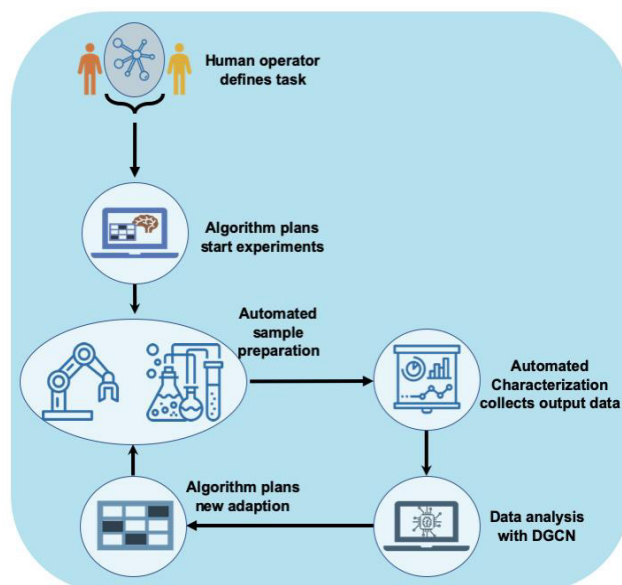 Human operator
defines task
Algorithm plans
start experiments
Automated
sample
preparation
Automated
Characterization
collects output data
Data analysis
with DGCN
Algorithm plans
new adaption